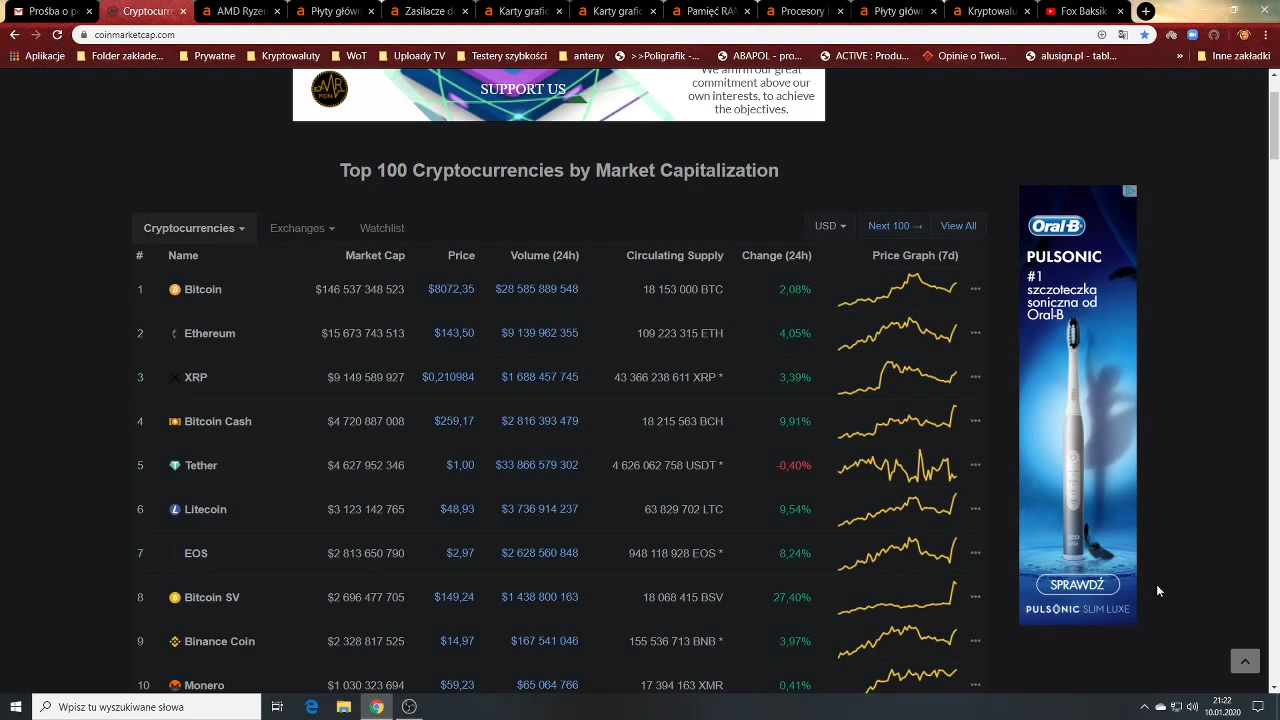 Prośba o p
Cryptocurre
AMD Ryzen
Płyty główn
Zasilacze do
Karty grafic
Karty grafic
Pamięć RAM
Procesory I
Płyty główn
Kryptowalu
Fox Baksik
coinmarketcap.com
Aplikacje
Folder zakładek...
Prywatne
Kryptowaluty
WoT
Uploady TV
Testery szybkości
anteny
>>Poligrafik -...
ABAPOL - pro...
ACTIVE : Produ...
Opinie o Twoi...
alusign.pl - tabl...
»
Inne zakładki
SUPPORT US
We affirm our great
commitment above our
own interests, to achieve
the objectives.
Top 100 Cryptocurrencies by Market Capitalization
Cryptocurrencies Exchanges Watchlist USD Next 100 → View All
# Name Market Cap Price Volume (24h) Circulating Supply Change (24h) Price Graph (7d)
1 Bitcoin $146 537 348 523 $8072,35 $28 585 889 548 18 153 000 BTC 2,08%
2 Ethereum $15 673 743 513 $143,50 $9 139 962 355 109 223 315 ETH 4,05%
3 XRP $9 149 589 927 $0,210984 $1 688 457 745 43 366 238 611 XRP * 3,39%
4 Bitcoin Cash $4 720 887 008 $259,17 $2 816 393 479 18 215 563 BCH 9,91%
5 Tether $4 627 952 346 $1,00 $33 866 579 302 4 626 062 758 USDT * -0,40%
6 Litecoin $3 123 142 765 $48,93 $3 736 914 237 63 829 702 LTC 9,54%
7 EOS $2 813 650 790 $2,97 $2 628 560 848 948 118 928 EOS * 8,24%
8 Bitcoin SV $2 696 477 705 $149,24 $1 438 800 163 18 068 415 BSV 27,40%
9 Binance Coin $2 328 817 525 $14,97 $167 541 046 155 536 713 BNB * 3,97%
10 Monero $1 030 323 694 $59,23 $65 064 766 17 394 163 XMR 0,41%
Oral-B
PULSONIC
#1
szczoteczka
soniczna od
Oral-B
SPRAWDŹ
PULSONIC SLIM LUXE
Wpisz tu wyszukiwane słowa
21:22
10.01.2020